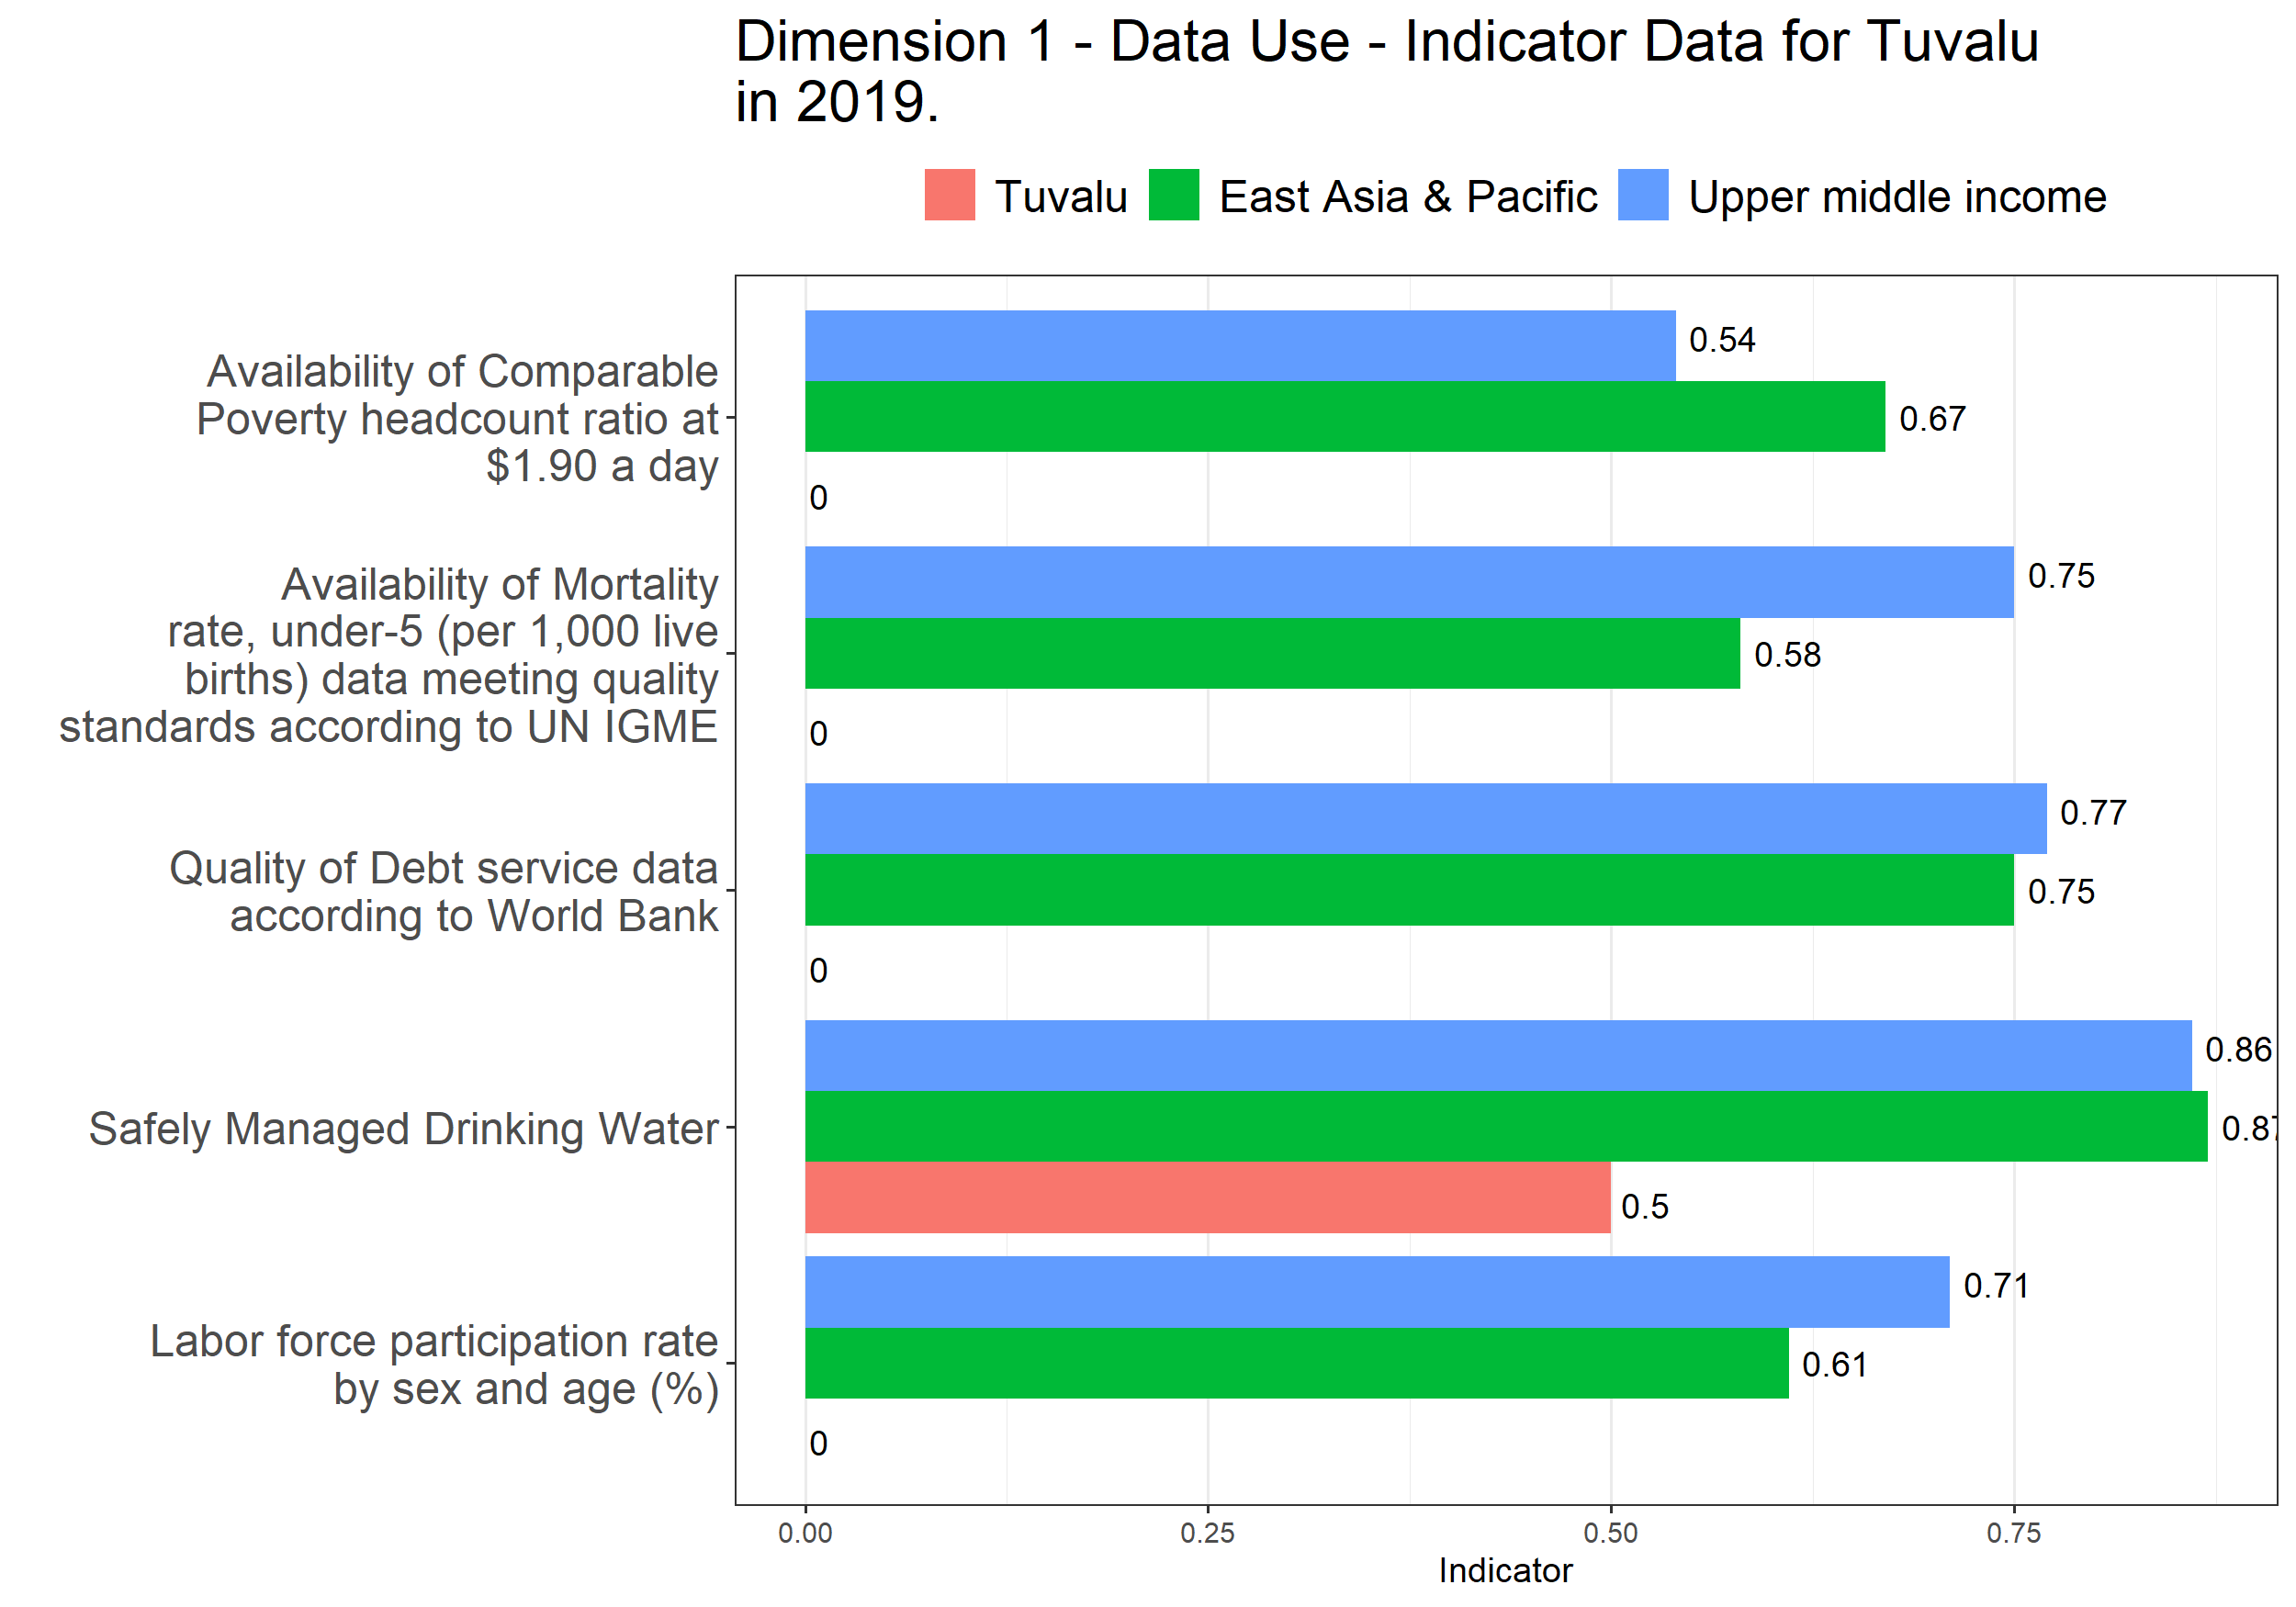 Dimension 1 - Data Use - Indicator Data for Tuvalu
in 2019.
Tuvalu East Asia & Pacific Upper middle income
Availability of Comparable
Poverty headcount ratio at
$1.90 a day
0.54
0.67
0
Availability of Mortality
rate, under-5 (per 1,000 live
births) data meeting quality
standards according to UN IGME
0.75
0.58
0
Quality of Debt service data
according to World Bank
0.77
0.75
0
Safely Managed Drinking Water
0.86
0.87
0.5
Labor force participation rate
by sex and age (%)
0.71
0.61
0
0.00 0.25 0.50 0.75
Indicator